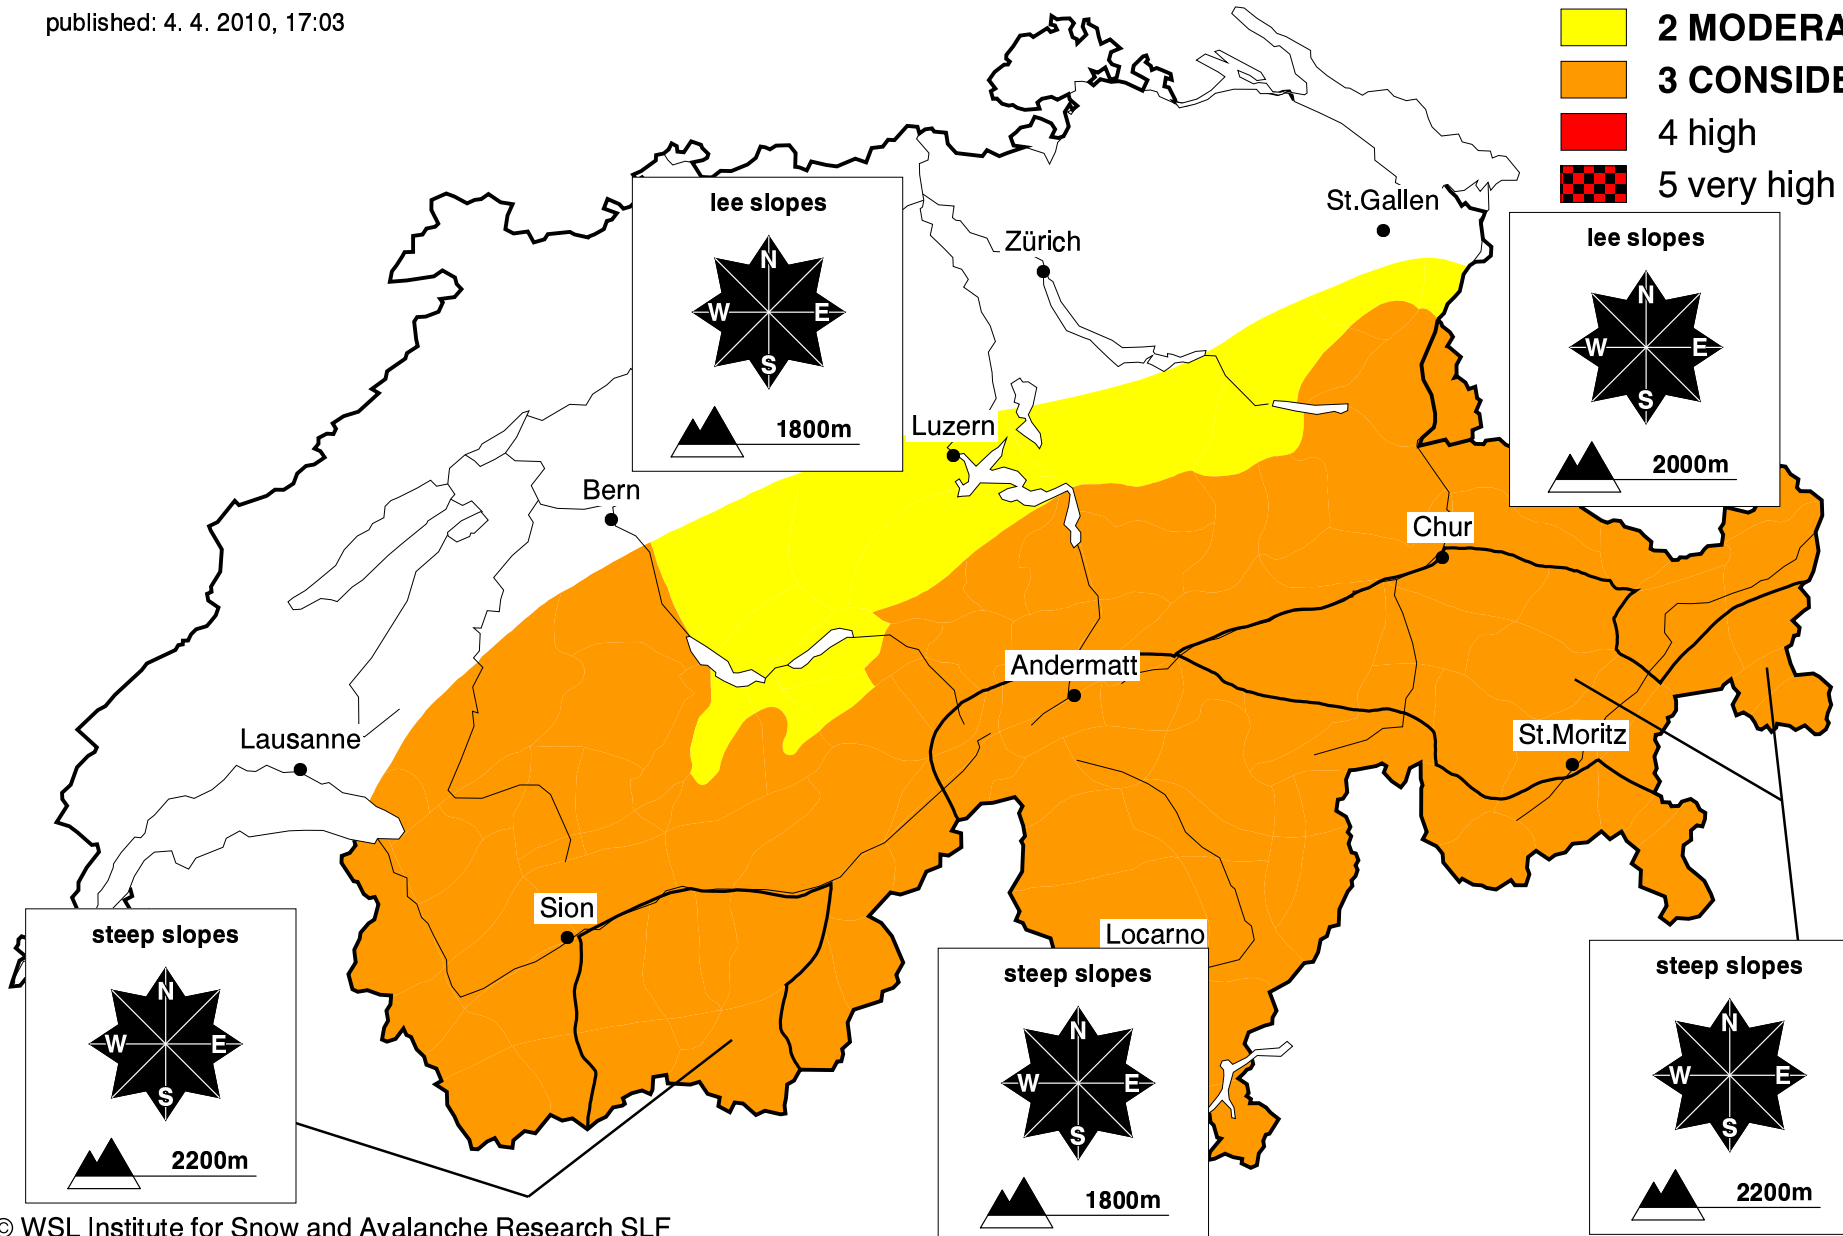 published: 4. 4. 2010, 17:03
2 MODERA
3 CONSIDE
4 high
5 very high
St.Gallen
Zürich
lee slopes
N
W E
S
1800m
lee slopes
N
W E
S
2000m
Luzern
Bern
Chur
Andermatt
St.Moritz
Lausanne
Sion
Locarno
steep slopes
N
W E
S
2200m
steep slopes
N
W E
S
1800m
steep slopes
N
W E
S
2200m
© WSL Institute for Snow and Avalanche Research SLF